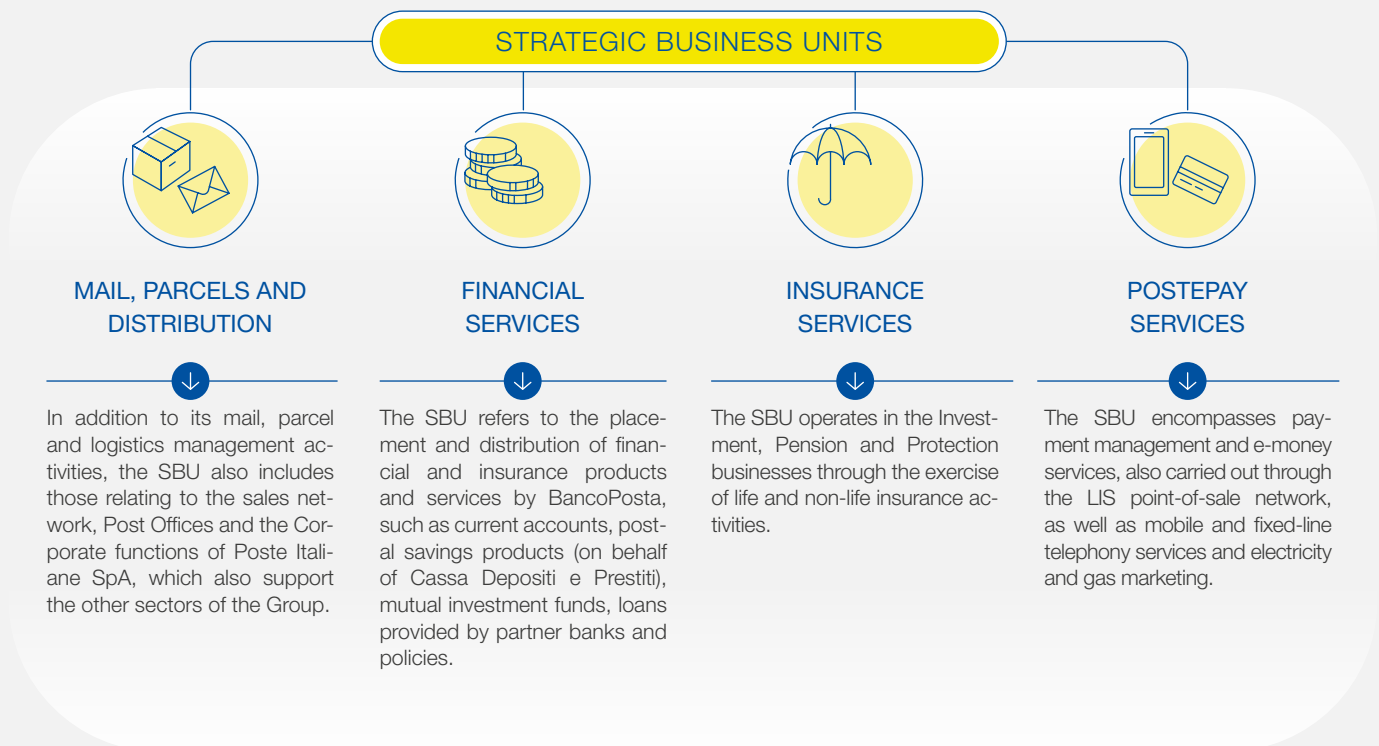 STRATEGIC BUSINESS UNITS
MAIL, PARCELS AND
DISTRIBUTION
In addition to its mail, parcel
and logistics management ac-
tivities, the SBU also includes
those relating to the sales net-
work, Post Offices and the Cor-
porate functions of Poste Itali-
ane SpA, which also support
the other sectors of the Group.
FINANCIAL
SERVICES
The SBU refers to the place-
ment and distribution of finan-
cial and insurance products
and services by BancoPosta,
such as current accounts, post-
al savings products (on behalf
of Cassa Depositi e Prestiti),
mutual investment funds, loans
provided by partner banks and
policies.
INSURANCE
SERVICES
The SBU operates in the Invest-
ment, Pension and Protection
businesses through the exercise
of life and non-life insurance ac-
tivities.
POSTEPAY
SERVICES
The SBU encompasses pay-
ment management and e-money
services, also carried out through
the LIS point-of-sale network,
as well as mobile and fixed-line
telephony services and electricity
and gas marketing.